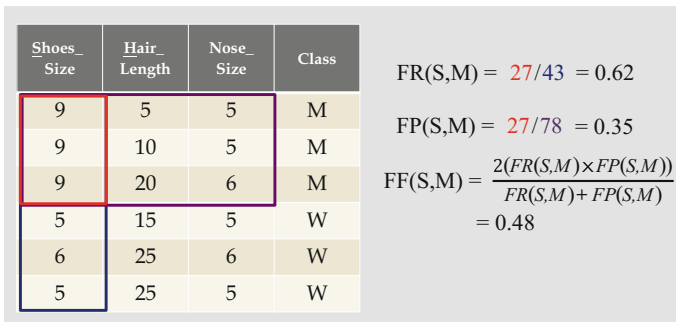 Shoes_ Size Hair_ Length Nose_ Size Class
9 5 5 M
9 10 5 M
9 20 6 M
5 15 5 W
6 25 6 W
5 25 5 W
FR(S,M) = 27/43 = 0.62
FP(S,M) = 27/78 = 0.35
FF(S,M) = 2(FR(S,M)×FP(S,M)) / FR(S,M)+FP(S,M)
= 0.48